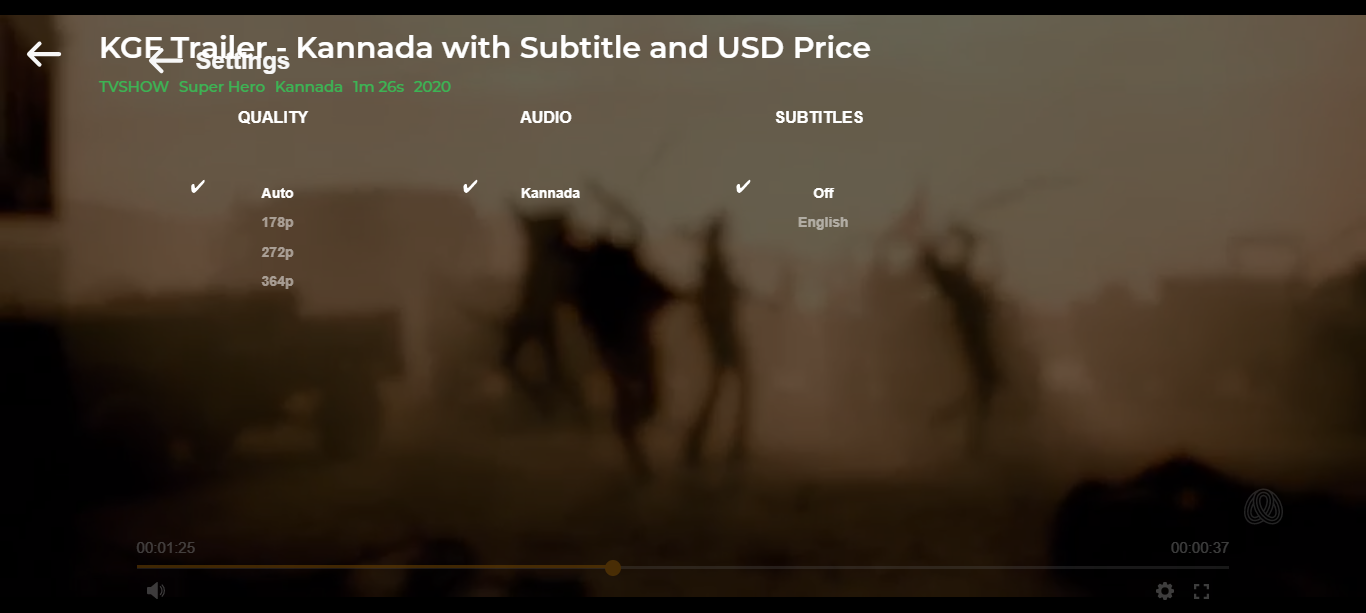 KGF Trailer - Kannada with Subtitle and USD Price
Settings
TVSHOW Super Hero Kannada 1m 26s 2020
QUALITY AUDIO SUBTITLES
✔ Auto ✔ Kannada ✔ Off
178p English
272p
364p
00:01:25 00:00:37